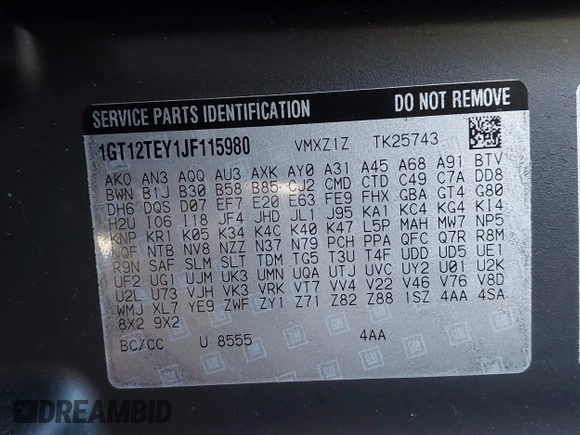 SERVICE PARTS IDENTIFICATION DO NOT REMOVE
1GT12TEY1JF115980 VMXZ1Z TK25743
AKO AN3 AQQ AU3 AXK AY0 A31 A45 A68 A91 BTV
BWN B1J B30 B58 B85 CJ2 CMD CTD C49 C7A DD8
DH6 DQS D07 EF7 E20 E63 FE9 FHX GBA GT4 G80
H2U IO6 I18 JF4 JHD JL1 J95 KA1 KC4 KG4 KI4
KNP KR1 K05 K34 K4C K40 K47 L5P MAH MW7 NP5
NQF NTB NV8 NZZ N37 N79 PCH PPA QFC Q7R R8M
R9N SAF SLM SLT TDM TG5 T3U T4F UDD UD5 UE1
UF2 UG1 UJM UK3 UMN UQA UTJ UVC UY2 U01 U2K
U2L U73 VJH VK3 VRK VT7 VV4 V22 V46 V76 V8D
WMJ XL7 YE9 ZWF ZY1 Z71 Z82 Z88 1SZ 4AA 4SA
8X2 9X2
BC/CC U 8555 4AA
GM
DREAMBID